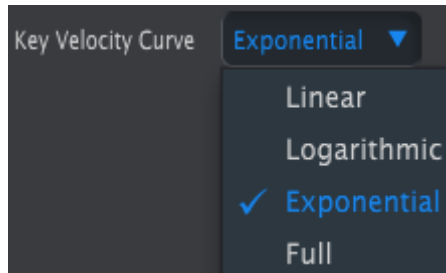 Key Velocity Curve Exponential
Linear
Logarithmic
Exponential
Full